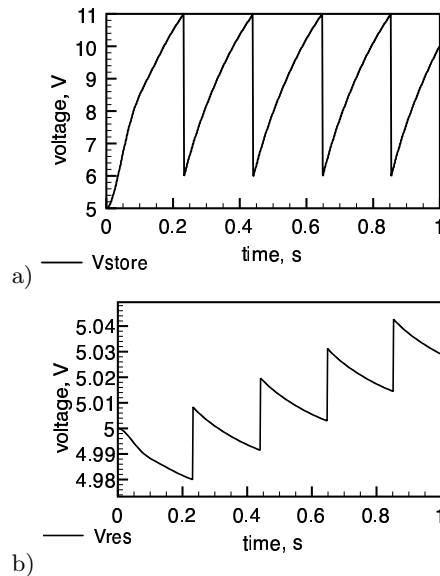 11
10
9
8
7
6
5
voltage, V
0 0.2 0.4 0.6 0.8 1
time, s
Vstore
a)
5.04
5.03
5.02
5.01
5
4.99
4.98
voltage, V
0 0.2 0.4 0.6 0.8 1
time, s
Vres
b)